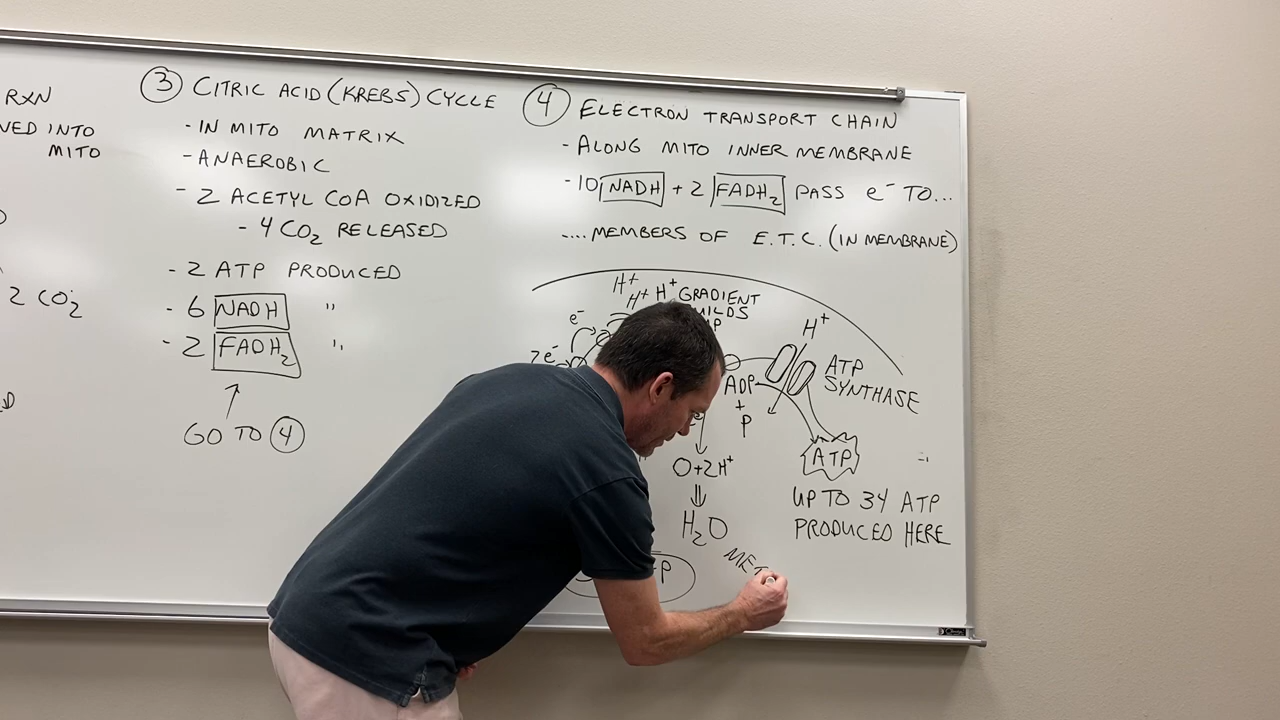 RXN
NED INTO
MITO
2 CO2
D
③ CITRIC ACID (KREBS) CYCLE
- IN MITO MATRIX
- ANAEROBIC
- 2 ACETYL COA OXIDIZED
- 4 CO2 RELEASED
- 2 ATP PRODUCED
- 6 NADH "
- 2 FADH2 "
GO TO ④
④ ELECTRON TRANSPORT CHAIN
- ALONG MITO INNER MEMBRANE
- 10 NADH + 2 FADH2 PASS e- TO...
.... MEMBERS OF E.T.C. (IN MEMBRANE)
H+
H+ H+ GRADIENT
e-
2e-
H+
ATP
SYNTHASE
ADP
+
P
ATP
O+2H+
H2O
UP TO 34 ATP
PRODUCED HERE
MET